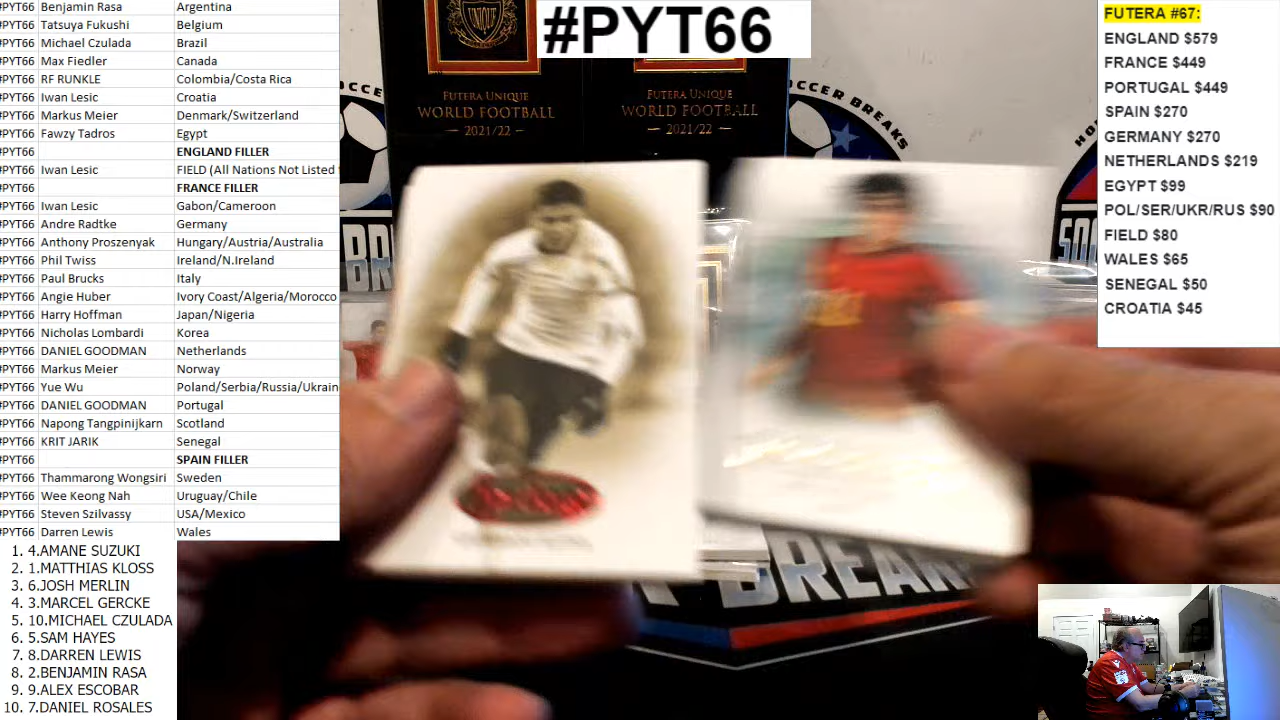 #PYT66 Benjamin Rasa Argentina
#PYT66 Tatsuya Fukushi Belgium
#PYT66 Michael Czulada Brazil
#PYT66 Max Fiedler Canada
#PYT66 RF RUNKLE Colombia/Costa Rica
#PYT66 Iwan Lesic Croatia
#PYT66 Markus Meier Denmark/Switzerland
#PYT66 Fawzy Tadros Egypt
#PYT66 ENGLAND FILLER
#PYT66 Iwan Lesic FIELD (All Nations Not Listed
#PYT66 FRANCE FILLER
#PYT66 Iwan Lesic Gabon/Cameroon
#PYT66 Andre Radtke Germany
#PYT66 Anthony Proszenyak Hungary/Austria/Australia
#PYT66 Phil Twiss Ireland/N.Ireland
#PYT66 Paul Brucks Italy
#PYT66 Angie Huber Ivory Coast/Algeria/Morocco
#PYT66 Harry Hoffman Japan/Nigeria
#PYT66 Nicholas Lombardi Korea
#PYT66 DANIEL GOODMAN Netherlands
#PYT66 Markus Meier Norway
#PYT66 Yue Wu Poland/Serbia/Russia/Ukrain
#PYT66 DANIEL GOODMAN Portugal
#PYT66 Napong Tangpinijkarn Scotland
#PYT66 KRIT JARIK Senegal
#PYT66 SPAIN FILLER
#PYT66 Thammarong Wongsiri Sweden
#PYT66 Wee Keong Nah Uruguay/Chile
#PYT66 Steven Szilvassy USA/Mexico
#PYT66 Darren Lewis Wales
1. 4.AMANE SUZUKI
2. 1.MATTHIAS KLOSS
3. 6.JOSH MERLIN
4. 3.MARCEL GERCKE
5. 10.MICHAEL CZULADA
6. 5.SAM HAYES
7. 8.DARREN LEWIS
8. 2.BENJAMIN RASA
9. 9.ALEX ESCOBAR
10. 7.DANIEL ROSALES
#PYT66
UNIQUE
FUTERA UNIQUE
WORLD FOOTBALL
2021/22
FUTERA UNIQUE
WORLD FOOTBALL
2021/22
SOCCER BREAKS
BREAK
FUTERA #67:
ENGLAND $579
FRANCE $449
PORTUGAL $449
SPAIN $270
GERMANY $270
NETHERLANDS $219
EGYPT $99
POL/SER/UKR/RUS $90
FIELD $80
WALES $65
SENEGAL $50
CROATIA $45